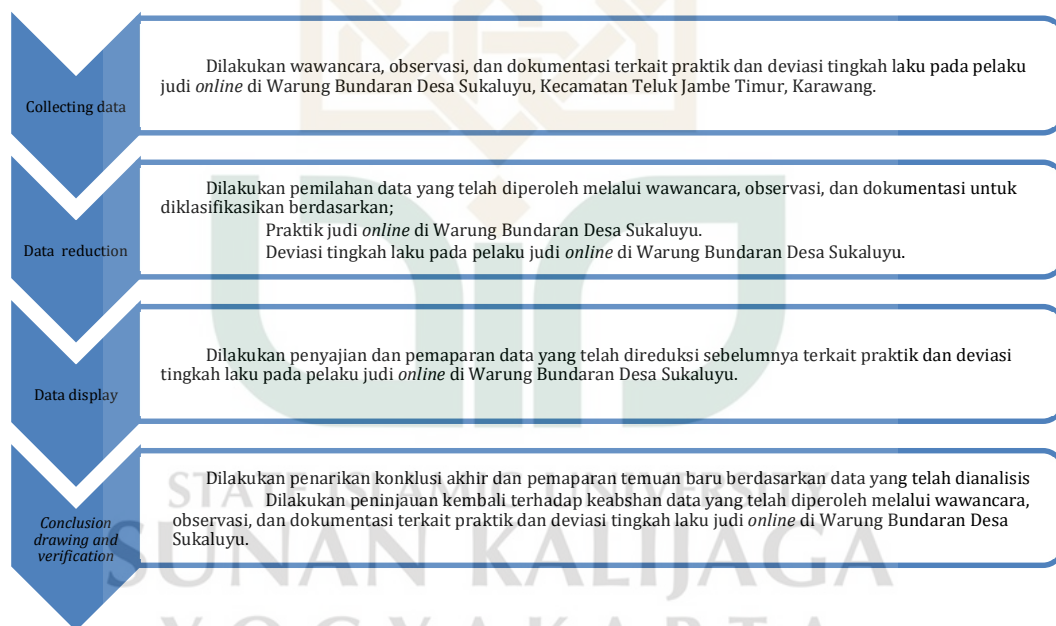 Collecting data
Dilakukan wawancara, observasi, dan dokumentasi terkait praktik dan deviasi tingkah laku pada pelaku
judi online di Warung Bundaran Desa Sukaluyu, Kecamatan Teluk Jambe Timur, Karawang.
Data reduction
Dilakukan pemilahan data yang telah diperoleh melalui wawancara, observasi, dan dokumentasi untuk
diklasifikasikan berdasarkan;
Praktik judi online di Warung Bundaran Desa Sukaluyu.
Deviasi tingkah laku pada pelaku judi online di Warung Bundaran Desa Sukaluyu.
Data display
Dilakukan penyajian dan pemaparan data yang telah direduksi sebelumnya terkait praktik dan deviasi
tingkah laku pada pelaku judi online di Warung Bundaran Desa Sukaluyu.
Conclusion
drawing and
verification
Dilakukan penarikan konklusi akhir dan pemaparan temuan baru berdasarkan data yang telah dianalisis
Dilakukan peninjauan kembali terhadap keabshan data yang telah diperoleh melalui wawancara,
observasi, dan dokumentasi terkait praktik dan deviasi tingkah laku judi online di Warung Bundaran Desa
Sukaluyu.
STATE ISLAMIC UNIVERSITY
SUNAN KALIJAGA
YOGYAKARTA